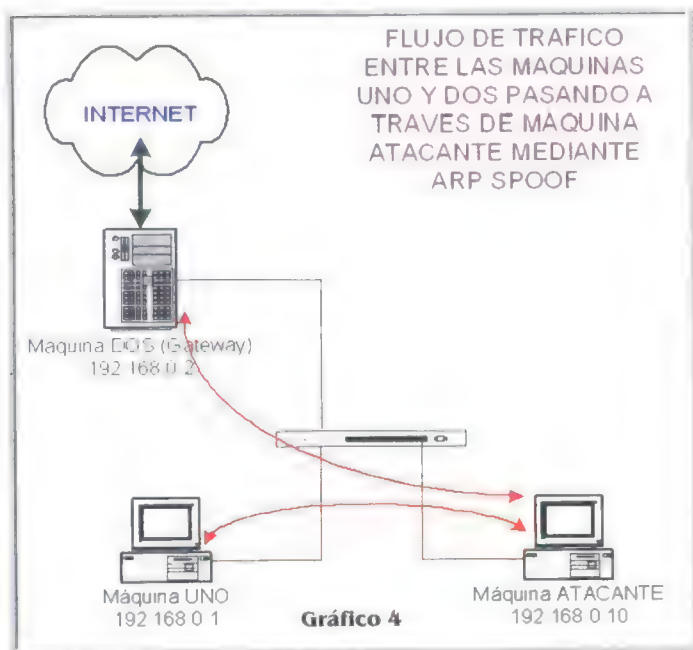 FLUJO DE TRAFICO
ENTRE LAS MAQUINAS
UNO Y DOS PASANDO A
TRAVES DE MAQUINA
ATACANTE MEDIANTE
ARP SPOOF
INTERNET
Maquina DOS (Gateway)
192 168 0 2
Máquina UNO
192 168 0 1
Máquina ATACANTE
192 168 0 10
Gráfico 4